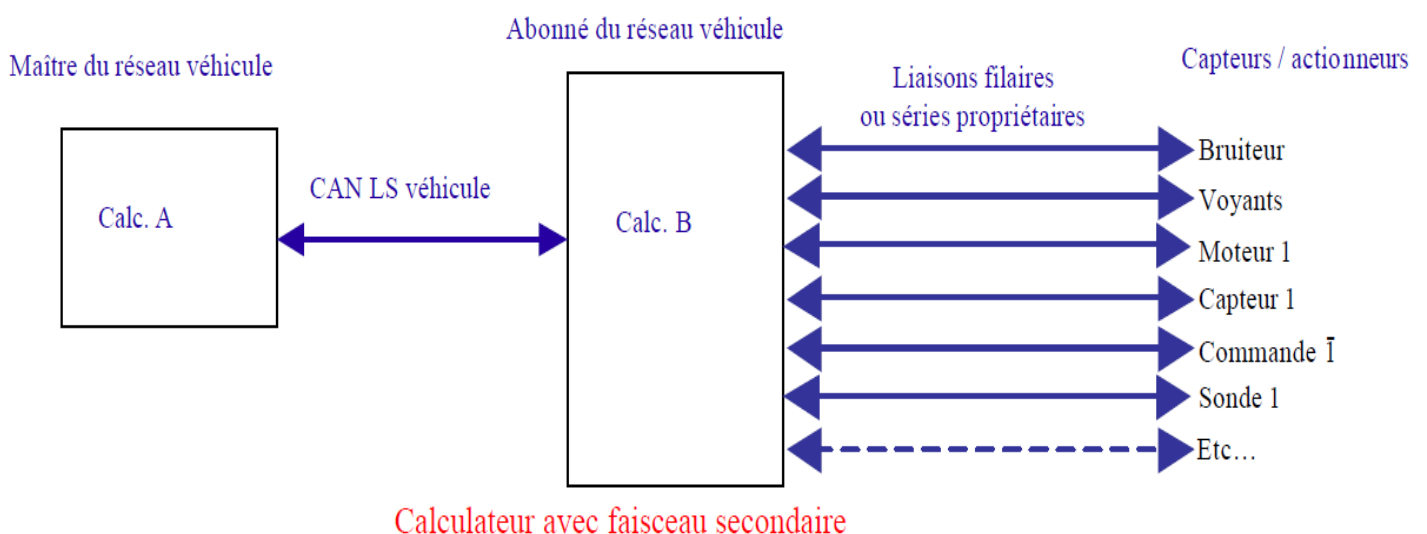 Abonné du réseau véhicule
Maître du réseau véhicule
Capteurs / actionneurs
Liaisons filaires
ou séries propriétaires
Bruiteur
CAN LS véhicule
Voyants
Calc. A
Calc. B
Moteur 1
Capteur 1
Commande 1
Sonde 1
Etc…
Calculateur avec faisceau secondaire